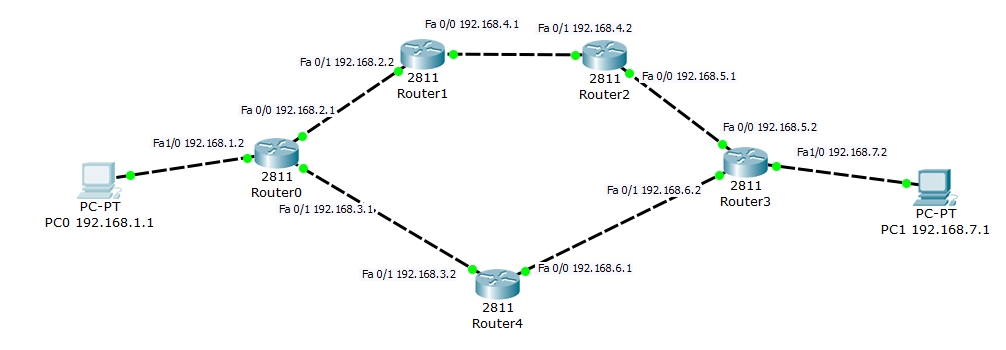 Fa 0/0 192.168.4.1
Fa 0/1 192.168.4.2
Fa 0/1 192.168.2.2
2811
Router1
2811
Router2
Fa 0/0 192.168.5.1
Fa 0/0 192.168.2.1
Fa 0/0 192.168.5.2
Fa1/0 192.168.1.2
Fa1/0 192.168.7.2
2811
Router0
2811
Router3
Fa 0/1 192.168.6.2
PC-PT
PC0 192.168.1.1
Fa 0/1 192.168.3.1
PC-PT
PC1 192.168.7.1
Fa 0/1 192.168.3.2
Fa 0/0 192.168.6.1
2811
Router4